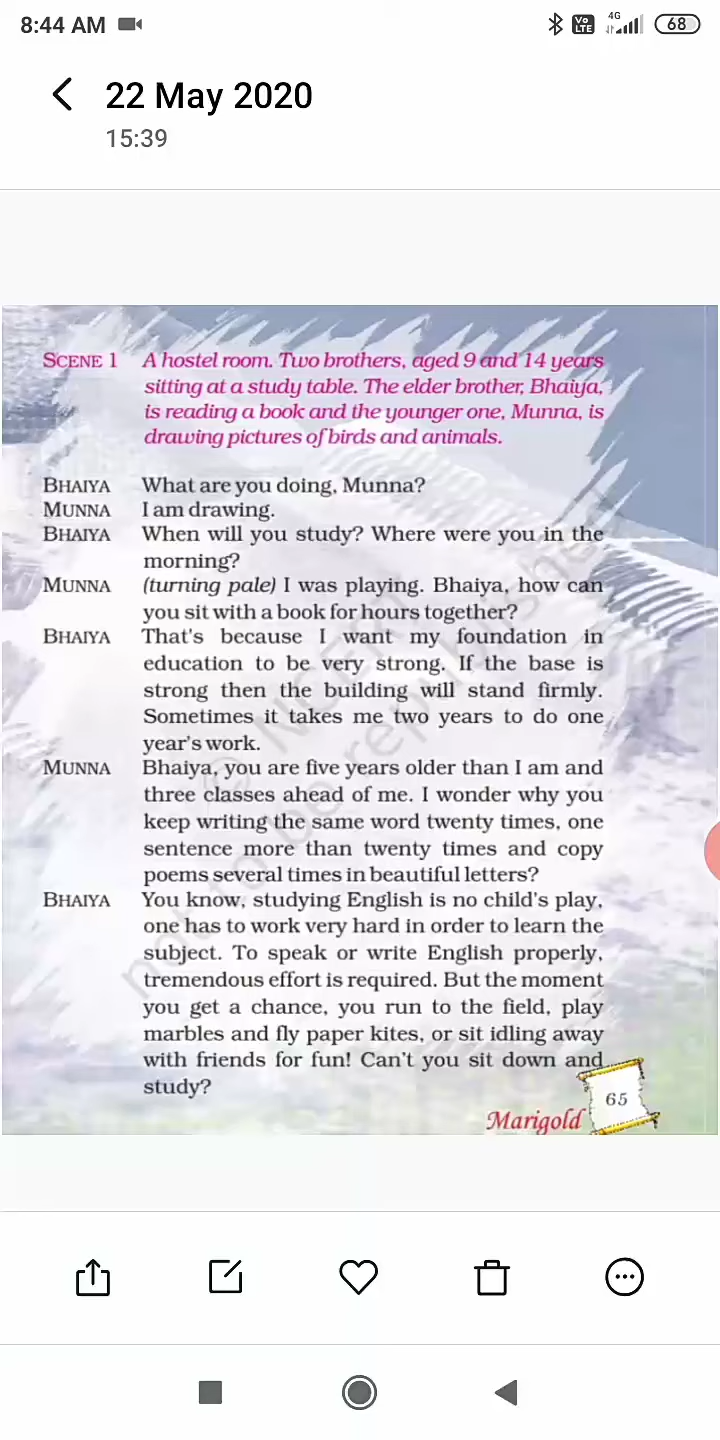 8:44 AM
Vo LTE 4G 68
22 May 2020
15:39
SCENE 1 A hostel room. Two brothers, aged 9 and 14 years
sitting at a study table. The elder brother, Bhaiya,
is reading a book and the younger one, Munna, is
drawing pictures of birds and animals.
BHAIYA What are you doing, Munna?
MUNNA I am drawing.
BHAIYA When will you study? Where were you in the
morning?
MUNNA (turning pale) I was playing. Bhaiya, how can
you sit with a book for hours together?
BHAIYA That's because I want my foundation in
education to be very strong. If the base is
strong then the building will stand firmly.
Sometimes it takes me two years to do one
year's work.
MUNNA Bhaiya, you are five years older than I am and
three classes ahead of me. I wonder why you
keep writing the same word twenty times, one
sentence more than twenty times and copy
poems several times in beautiful letters?
BHAIYA You know, studying English is no child's play,
one has to work very hard in order to learn the
subject. To speak or write English properly,
tremendous effort is required. But the moment
you get a chance, you run to the field, play
marbles and fly paper kites, or sit idling away
with friends for fun! Can't you sit down and
study?
65
Marigold
© NCERT
not to be republished